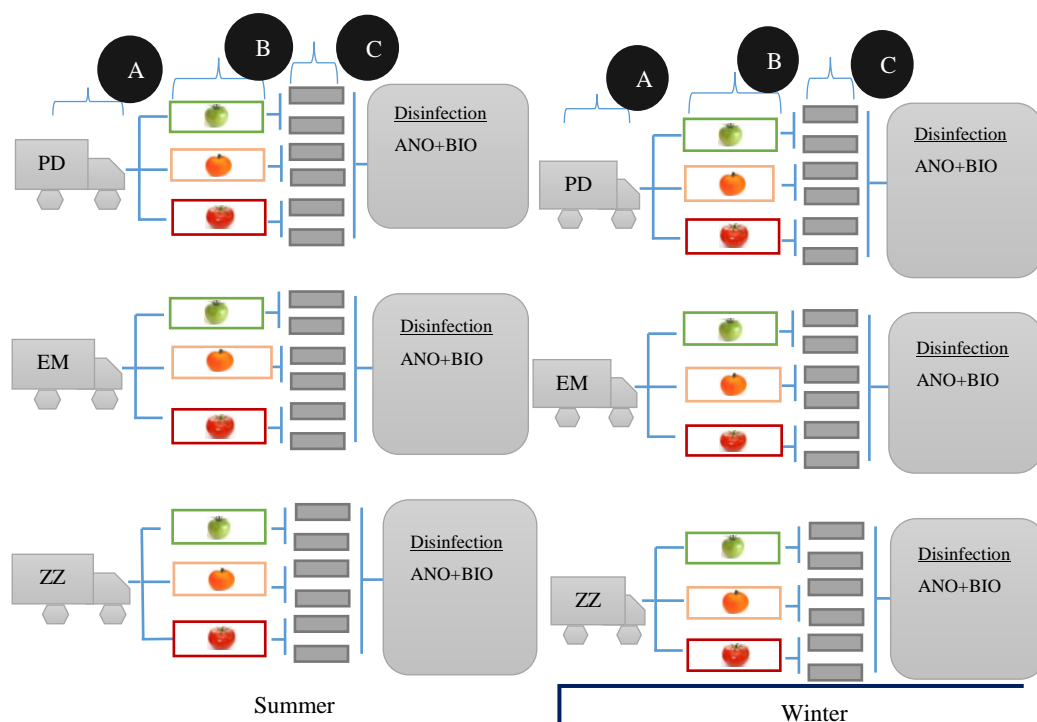 A
B
C
PD
Disinfection
ANO+BIO
A
B
C
PD
Disinfection
ANO+BIO
EM
Disinfection
ANO+BIO
EM
Disinfection
ANO+BIO
ZZ
Disinfection
ANO+BIO
ZZ
Disinfection
ANO+BIO
Summer
Winter